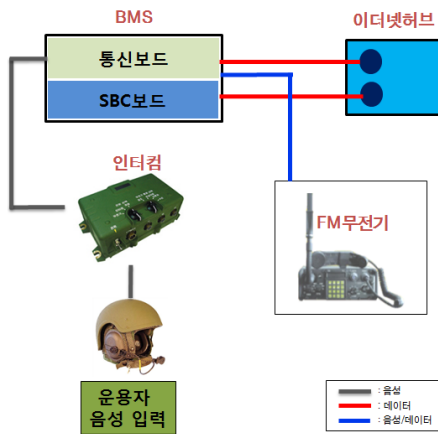 BMS
이더넷허브
통신보드
SBC보드
인터컴
FM무전기
운용자
음성 입력
: 음성
: 데이터
: 음성/데이터